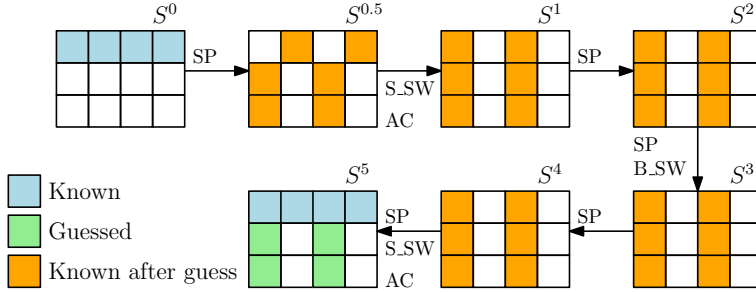 S^0 S^0.5 S^1 S^2
SP
S_SW
AC
SP
SP
B_SW
S^5 S^4 S^3
SP
S_SW
AC
SP
Known
Guessed
Known after guess